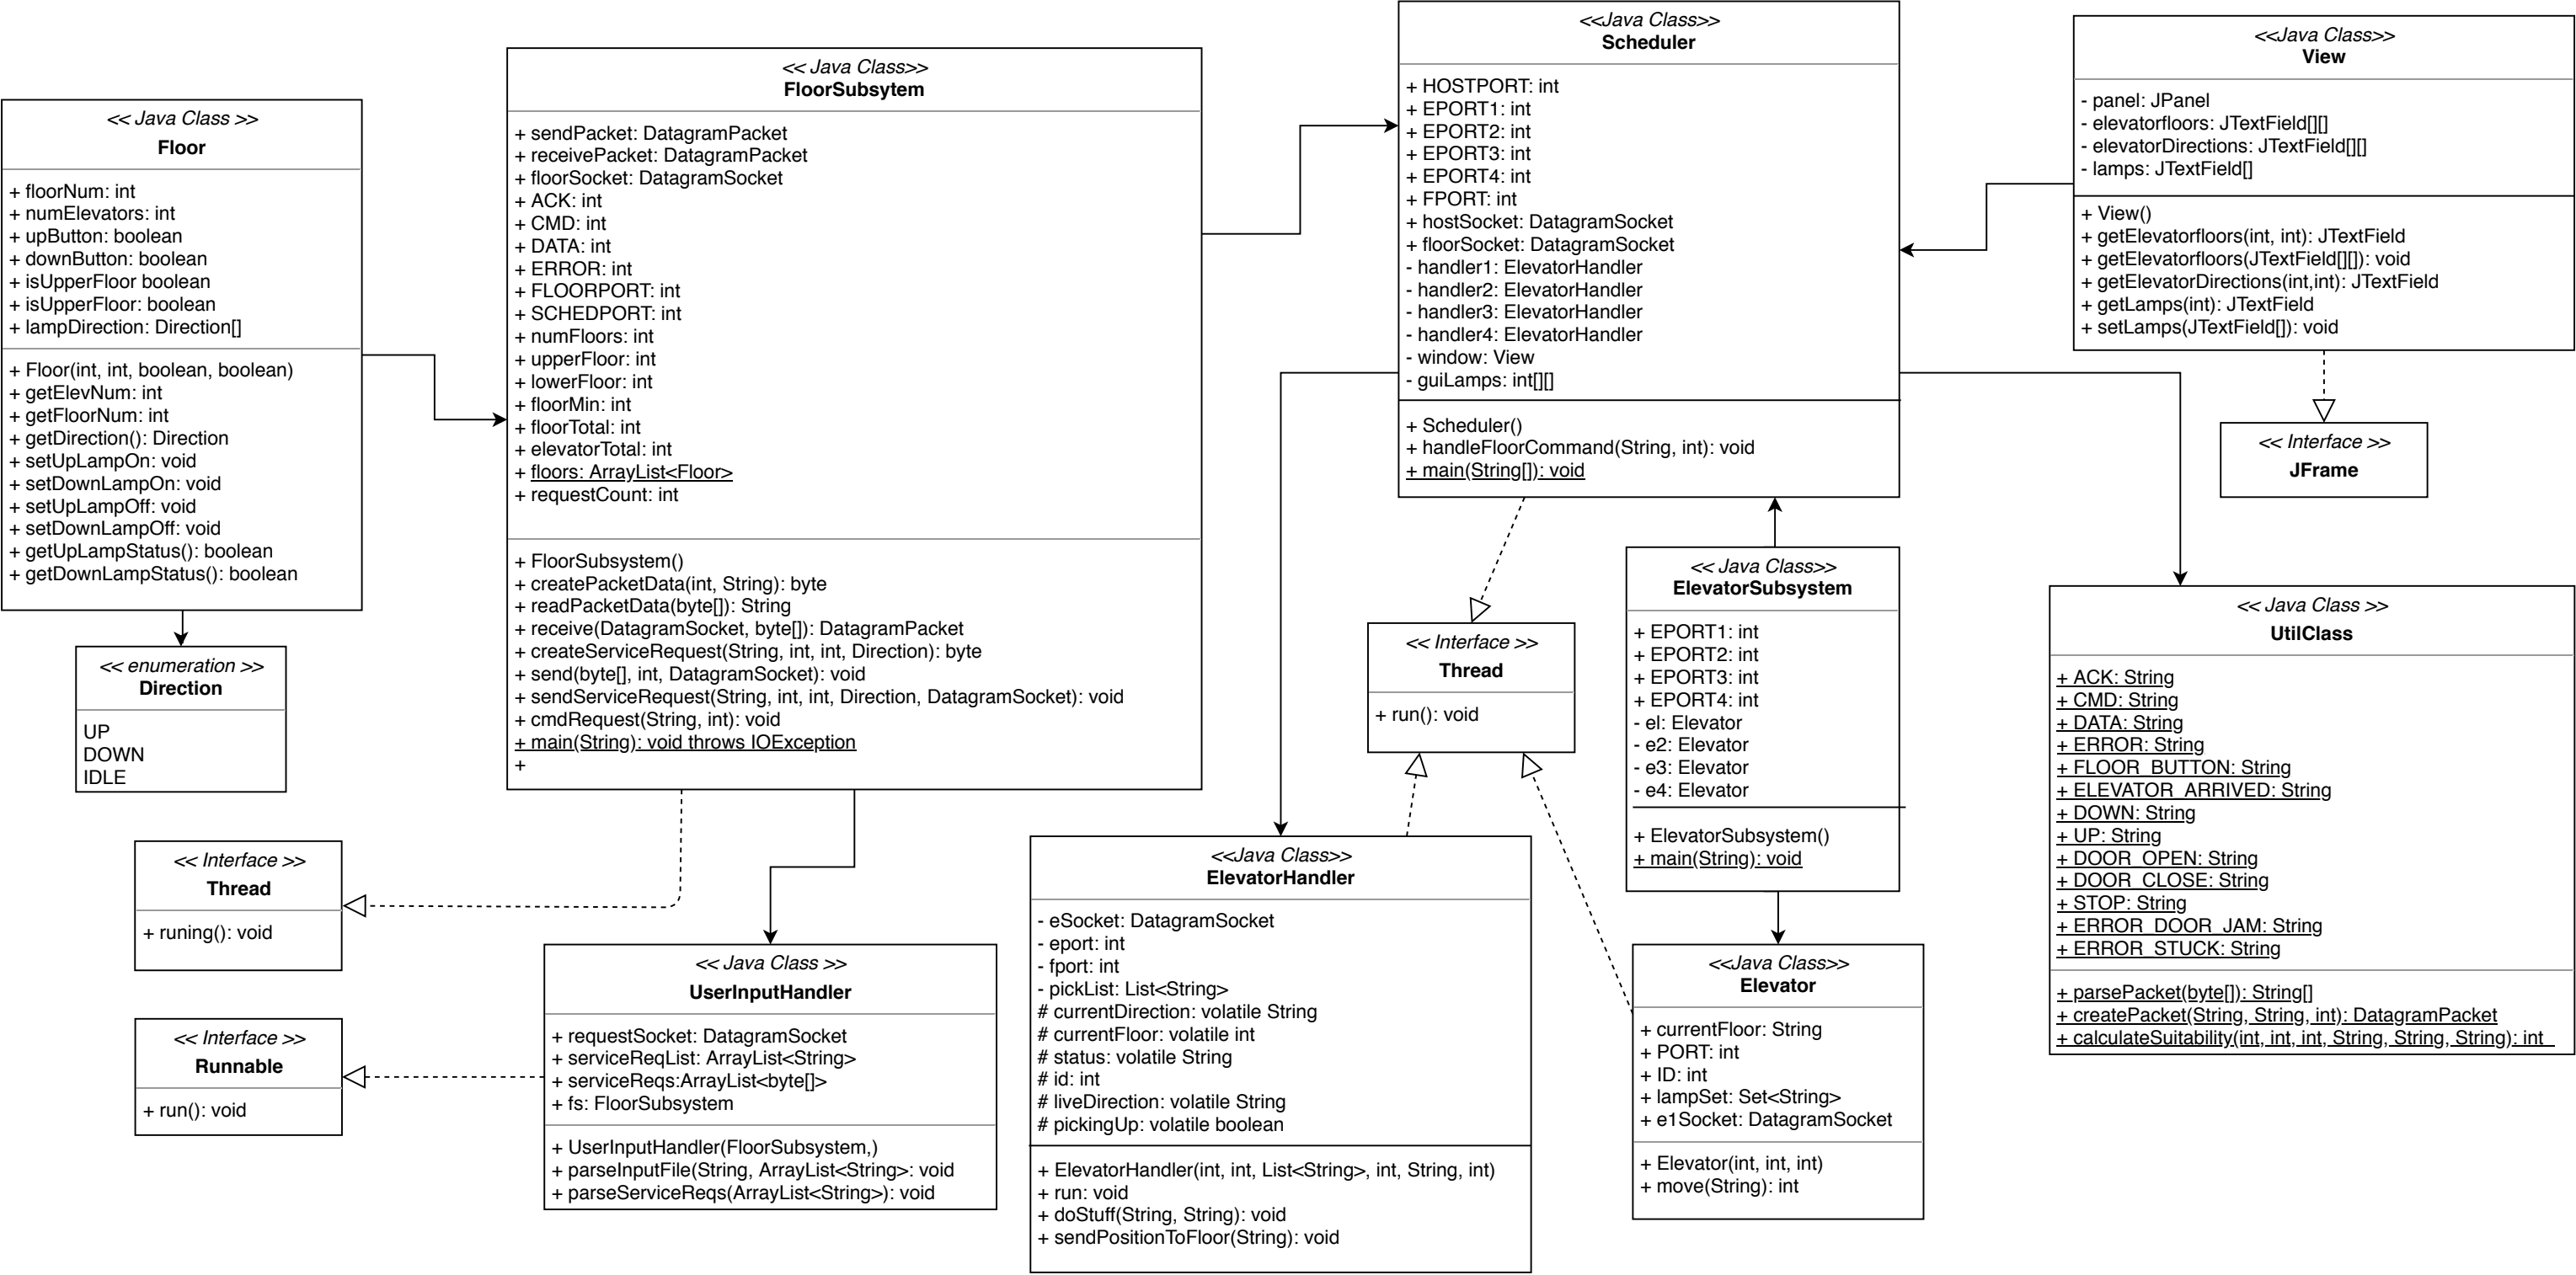 << Java Class >>
Floor
+ floorNum: int
+ numElevators: int
+ upButton: boolean
+ downButton: boolean
+ isUpperFloor boolean
+ isUpperFloor: boolean
+ lampDirection: Direction[]
+ Floor(int, int, boolean, boolean)
+ getElevNum: int
+ getFloorNum: int
+ getDirection(): Direction
+ setUpLampOn: void
+ setDownLampOn: void
+ setUpLampOff: void
+ setDownLampOff: void
+ getUpLampStatus(): boolean
+ getDownLampStatus(): boolean
<< enumeration >>
Direction
UP
DOWN
IDLE
<< Interface >>
Thread
+ runing(): void
<< Interface >>
Runnable
+ run(): void
<< Java Class>>
FloorSubsytem
+ sendPacket: DatagramPacket
+ receivePacket: DatagramPacket
+ floorSocket: DatagramSocket
+ ACK: int
+ CMD: int
+ DATA: int
+ ERROR: int
+ FLOORPORT: int
+ SCHEDPORT: int
+ numFloors: int
+ upperFloor: int
+ lowerFloor: int
+ floorMin: int
+ floorTotal: int
+ elevatorTotal: int
+ floors: ArrayList<Floor>
+ requestCount: int
+ FloorSubsystem()
+ createPacketData(int, String): byte
+ readPacketData(byte[]): String
+ receive(DatagramSocket, byte[]): DatagramPacket
+ createServiceRequest(String, int, int, Direction): byte
+ send(byte[], int, DatagramSocket): void
+ sendServiceRequest(String, int, int, Direction, DatagramSocket): void
+ cmdRequest(String, int): void
+ main(String): void throws IOException
+
<< Java Class >>
UserInputHandler
+ requestSocket: DatagramSocket
+ serviceReqList: ArrayList<String>
+ serviceReqs:ArrayList<byte[]>
+ fs: FloorSubsystem
+ UserInputHandler(FloorSubsystem,)
+ parseInputFile(String, ArrayList<String>: void
+ parseServiceReqs(ArrayList<String>): void
<<Java Class>>
Scheduler
+ HOSTPORT: int
+ EPORT1: int
+ EPORT2: int
+ EPORT3: int
+ EPORT4: int
+ FPORT: int
+ hostSocket: DatagramSocket
+ floorSocket: DatagramSocket
- handler1: ElevatorHandler
- handler2: ElevatorHandler
- handler3: ElevatorHandler
- handler4: ElevatorHandler
- window: View
- guiLamps: int[][]
+ Scheduler()
+ handleFloorCommand(String, int): void
+ main(String[]): void
<< Interface >>
Thread
+ run(): void
<<Java Class>>
ElevatorHandler
- eSocket: DatagramSocket
- eport: int
- fport: int
- pickList: List<String>
# currentDirection: volatile String
# currentFloor: volatile int
# status: volatile String
# id: int
# liveDirection: volatile String
# pickingUp: volatile boolean
+ ElevatorHandler(int, int, List<String>, int, String, int)
+ run: void
+ doStuff(String, String): void
+ sendPositionToFloor(String): void
<< Java Class>>
ElevatorSubsystem
+ EPORT1: int
+ EPORT2: int
+ EPORT3: int
+ EPORT4: int
- el: Elevator
- e2: Elevator
- e3: Elevator
- e4: Elevator
+ ElevatorSubsystem()
+ main(String): void
<<Java Class>>
Elevator
+ currentFloor: String
+ PORT: int
+ ID: int
+ lampSet: Set<String>
+ e1Socket: DatagramSocket
+ Elevator(int, int, int)
+ move(String): int
<<Java Class>>
View
- panel: JPanel
- elevatorfloors: JTextField[][]
- elevatorDirections: JTextField[][]
- lamps: JTextField[]
+ View()
+ getElevatorfloors(int, int): JTextField
+ getElevatorfloors(JTextField[][]): void
+ getElevatorDirections(int,int): JTextField
+ getLamps(int): JTextField
+ setLamps(JTextField[]): void
<< Interface >>
JFrame
<< Java Class >>
UtilClass
+ ACK: String
+ CMD: String
+ DATA: String
+ ERROR: String
+ FLOOR_BUTTON: String
+ ELEVATOR_ARRIVED: String
+ DOWN: String
+ UP: String
+ DOOR_OPEN: String
+ DOOR_CLOSE: String
+ STOP: String
+ ERROR_DOOR_JAM: String
+ ERROR_STUCK: String
+ parsePacket(byte[]): String[]
+ createPacket(String, String, int): DatagramPacket
+ calculateSuitability(int, int, int, String, String, String): int